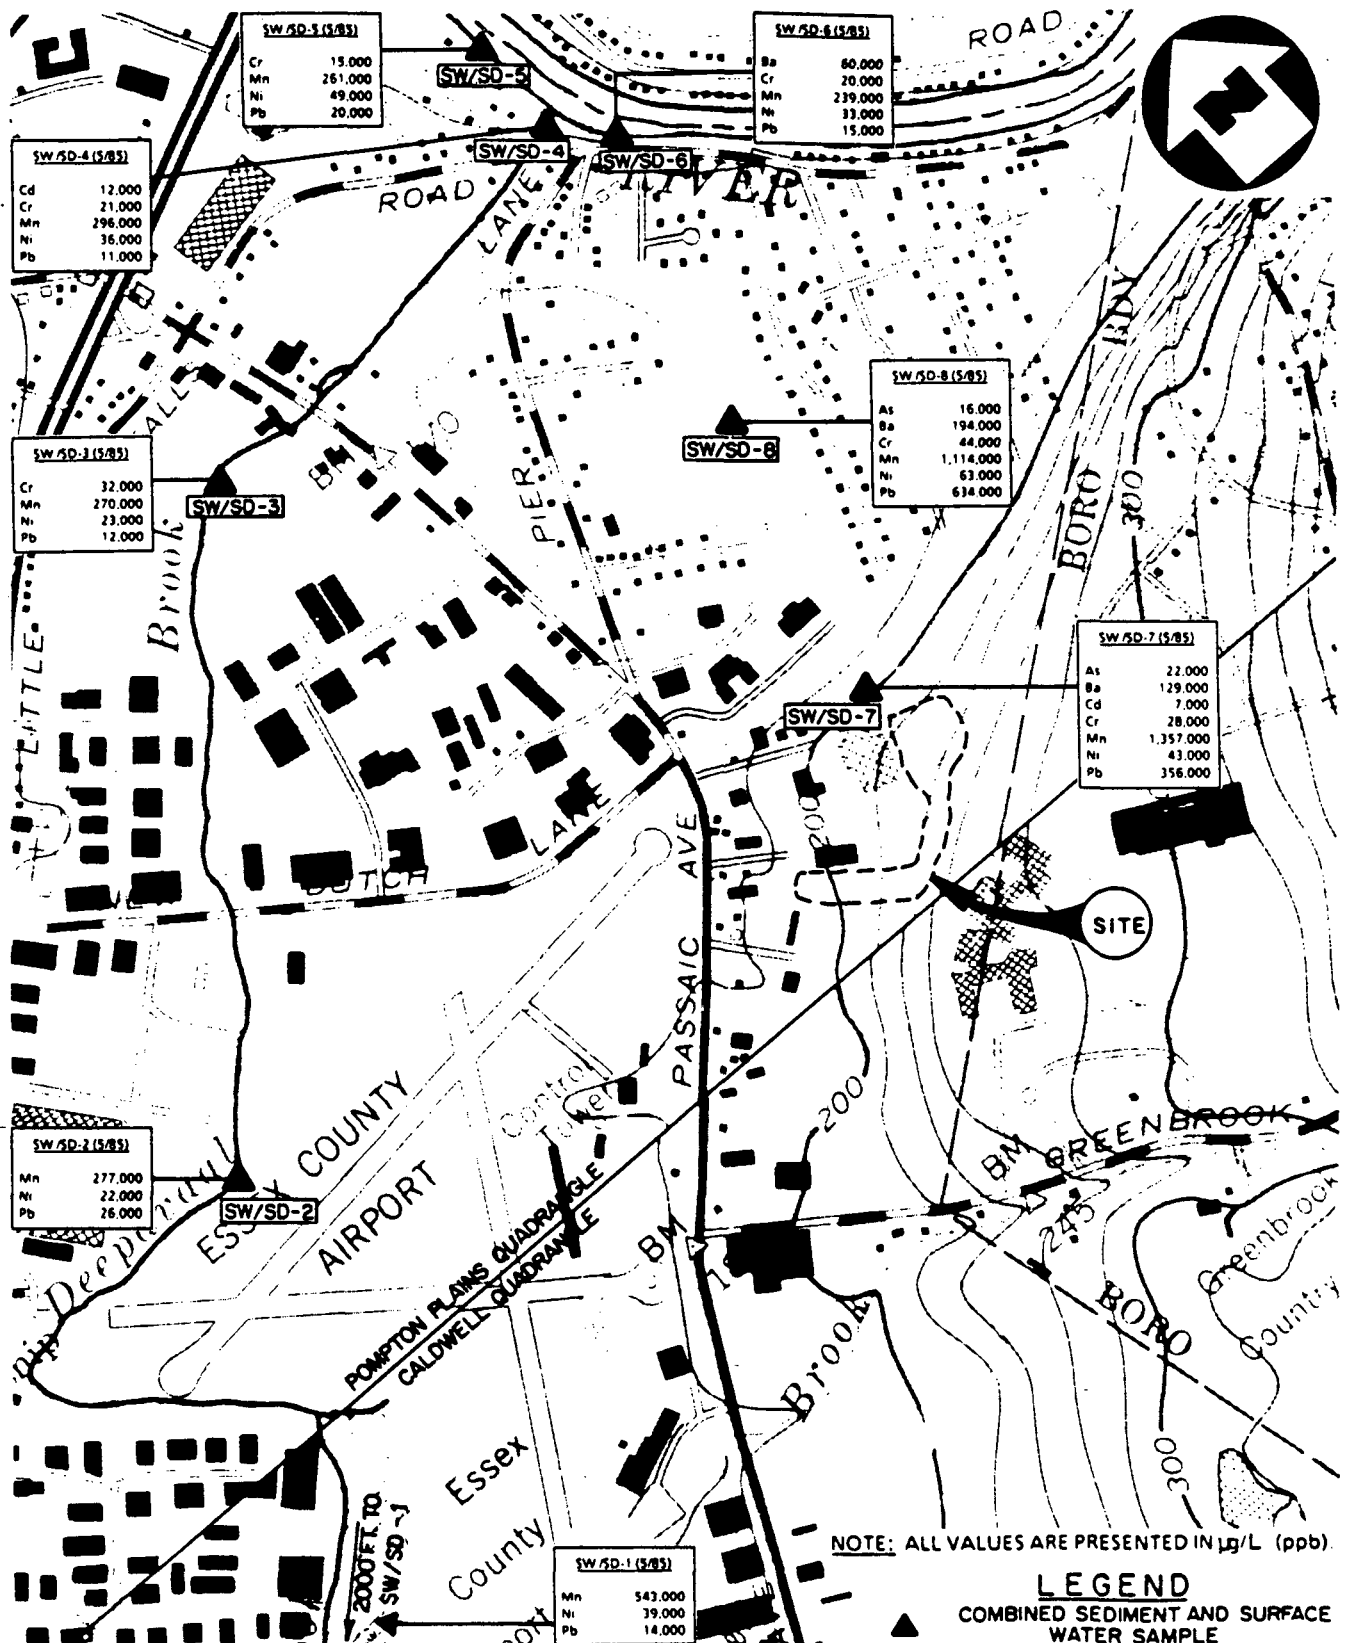 ROAD
SW/SD-5 (5/85)
Cr 15.000
Mn 261.000
Ni 49.000
Pb 20.000
SW/SD-5
SW/SD-6 (5/85)
Ba 60.000
Cr 20.000
Mn 239.000
Ni 33.000
Pb 15.000
N
SW/SD-4 (5/85)
Cd 12.000
Cr 21.000
Mn 296.000
Ni 36.000
Pb 11.000
SW/SD-4
SW/SD-6
RIVER
ROAD
LANE
BDY
SW/SD-8 (5/85)
As 16.000
Ba 194.000
Cr 44.000
Mn 1,114.000
Ni 63.000
Pb 634.000
SW/SD-8
SW/SD-3 (5/85)
Cr 32.000
Mn 270.000
Ni 23.000
Pb 12.000
SW/SD-3
PIER
BORO
300
Brook
LITTLE
SW/SD-7 (5/85)
As 22.000
Ba 129.000
Cd 7.000
Cr 28.000
Mn 1,357.000
Ni 43.000
Pb 356.000
SW/SD-7
200
LANE
DUTCH
SITE
PASSAIC AVE
SW/SD-2 (5/85)
Mn 277.000
Ni 22.000
Pb 26.000
SW/SD-2
ESSEX COUNTY
AIRPORT
Control
Tower
200
BM
GREENBROOK
245
POMPTON PLAINS QUADRANGLE
CALDWELL QUADRANGLE
BM
Brook
BORO
Greenbrook
Country
300
Essex
County
2000 FT. TO
SW/SD-1
SW/SD-1 (5/85)
Mn 543.000
Ni 39.000
Pb 14.000
NOTE: ALL VALUES ARE PRESENTED IN µg/L (ppb).
LEGEND
COMBINED SEDIMENT AND SURFACE
WATER SAMPLE